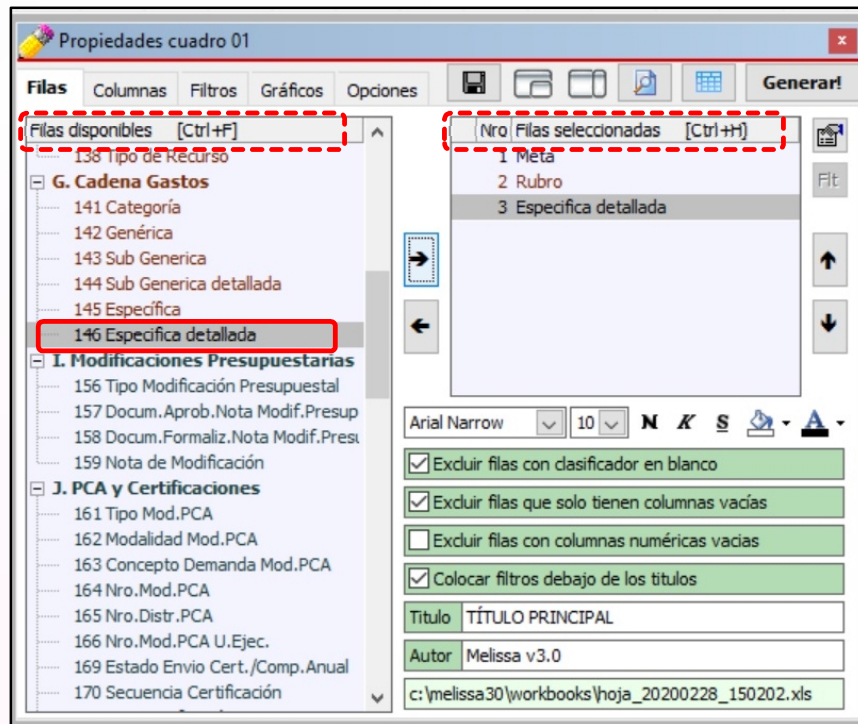 Propiedades cuadro 01
x
Filas Columnas Filtros Gráficos Opciones Generar!
Filas disponibles [Ctrl+F]
138 Tipo de Recurso
G. Cadena Gastos
141 Categoría
142 Genérica
143 Sub Generica
144 Sub Generica detallada
145 Específica
146 Especifica detallada
I. Modificaciones Presupuestarias
156 Tipo Modificación Presupuestal
157 Docum.Aprob.Nota Modif.Presup
158 Docum.Formaliz.Nota Modif.Presu
159 Nota de Modificación
J. PCA y Certificaciones
161 Tipo Mod.PCA
162 Modalidad Mod.PCA
163 Concepto Demanda Mod.PCA
164 Nro.Mod.PCA
165 Nro.Distr.PCA
166 Nro.Mod.PCA U.Ejec.
169 Estado Envio Cert./Comp.Anual
170 Secuencia Certificación
Nro Filas seleccionadas [Ctrl+H]
1 Meta
2 Rubro
3 Especifica detallada
Flt
Arial Narrow 10 N K S A
Excluir filas con clasificador en blanco
Excluir filas que solo tienen columnas vacías
Excluir filas con columnas numéricas vacias
Colocar filtros debajo de los titulos
Titulo TÍTULO PRINCIPAL
Autor Melissa v3.0
c:\melissa30\workbooks\hoja_20200228_150202.xls